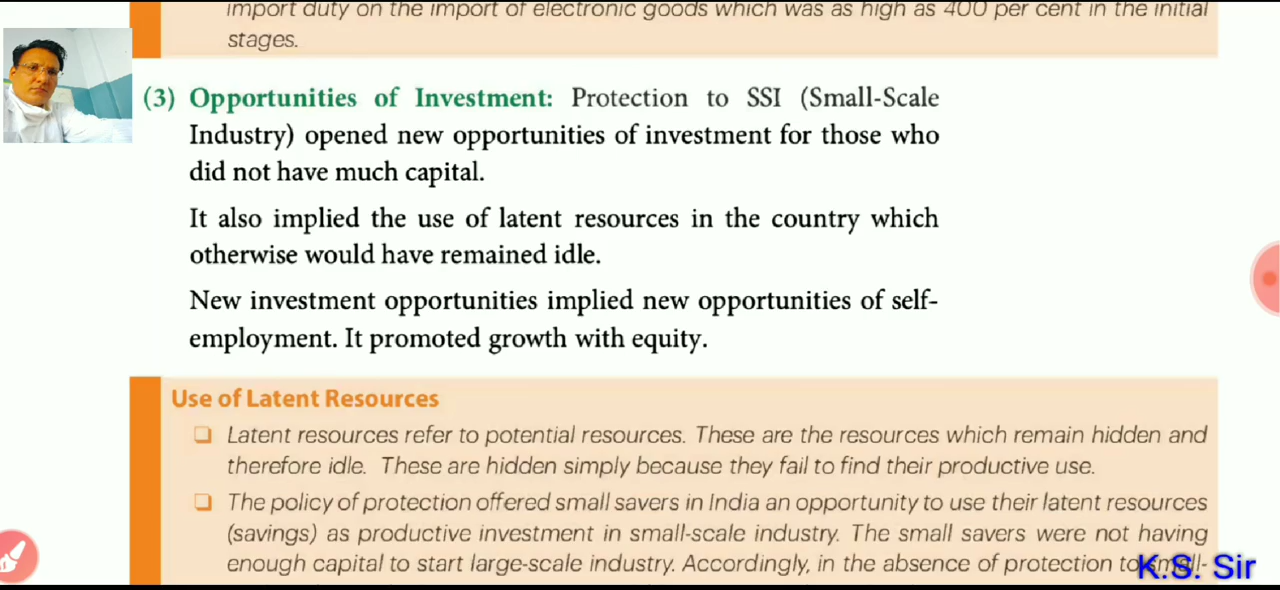 import duty on the import of electronic goods which was as high as 400 per cent in the initial
stages.
(3) Opportunities of Investment: Protection to SSI (Small-Scale
Industry) opened new opportunities of investment for those who
did not have much capital.
It also implied the use of latent resources in the country which
otherwise would have remained idle.
New investment opportunities implied new opportunities of self-
employment. It promoted growth with equity.
Use of Latent Resources
❑ Latent resources refer to potential resources. These are the resources which remain hidden and
therefore idle. These are hidden simply because they fail to find their productive use.
❑ The policy of protection offered small savers in India an opportunity to use their latent resources
(savings) as productive investment in small-scale industry. The small savers were not having
enough capital to start large-scale industry. Accordingly, in the absence of protection to small-
K.S. Sir